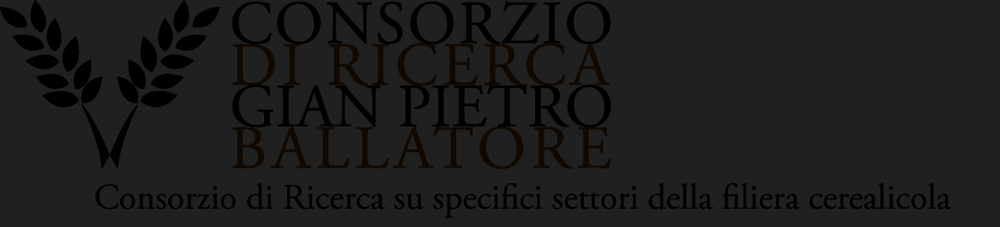 CONSORZIO
DI RICERCA
GIAN PIETRO
BALLATORE
Consorzio di Ricerca su specifici settori della filiera cerealicola